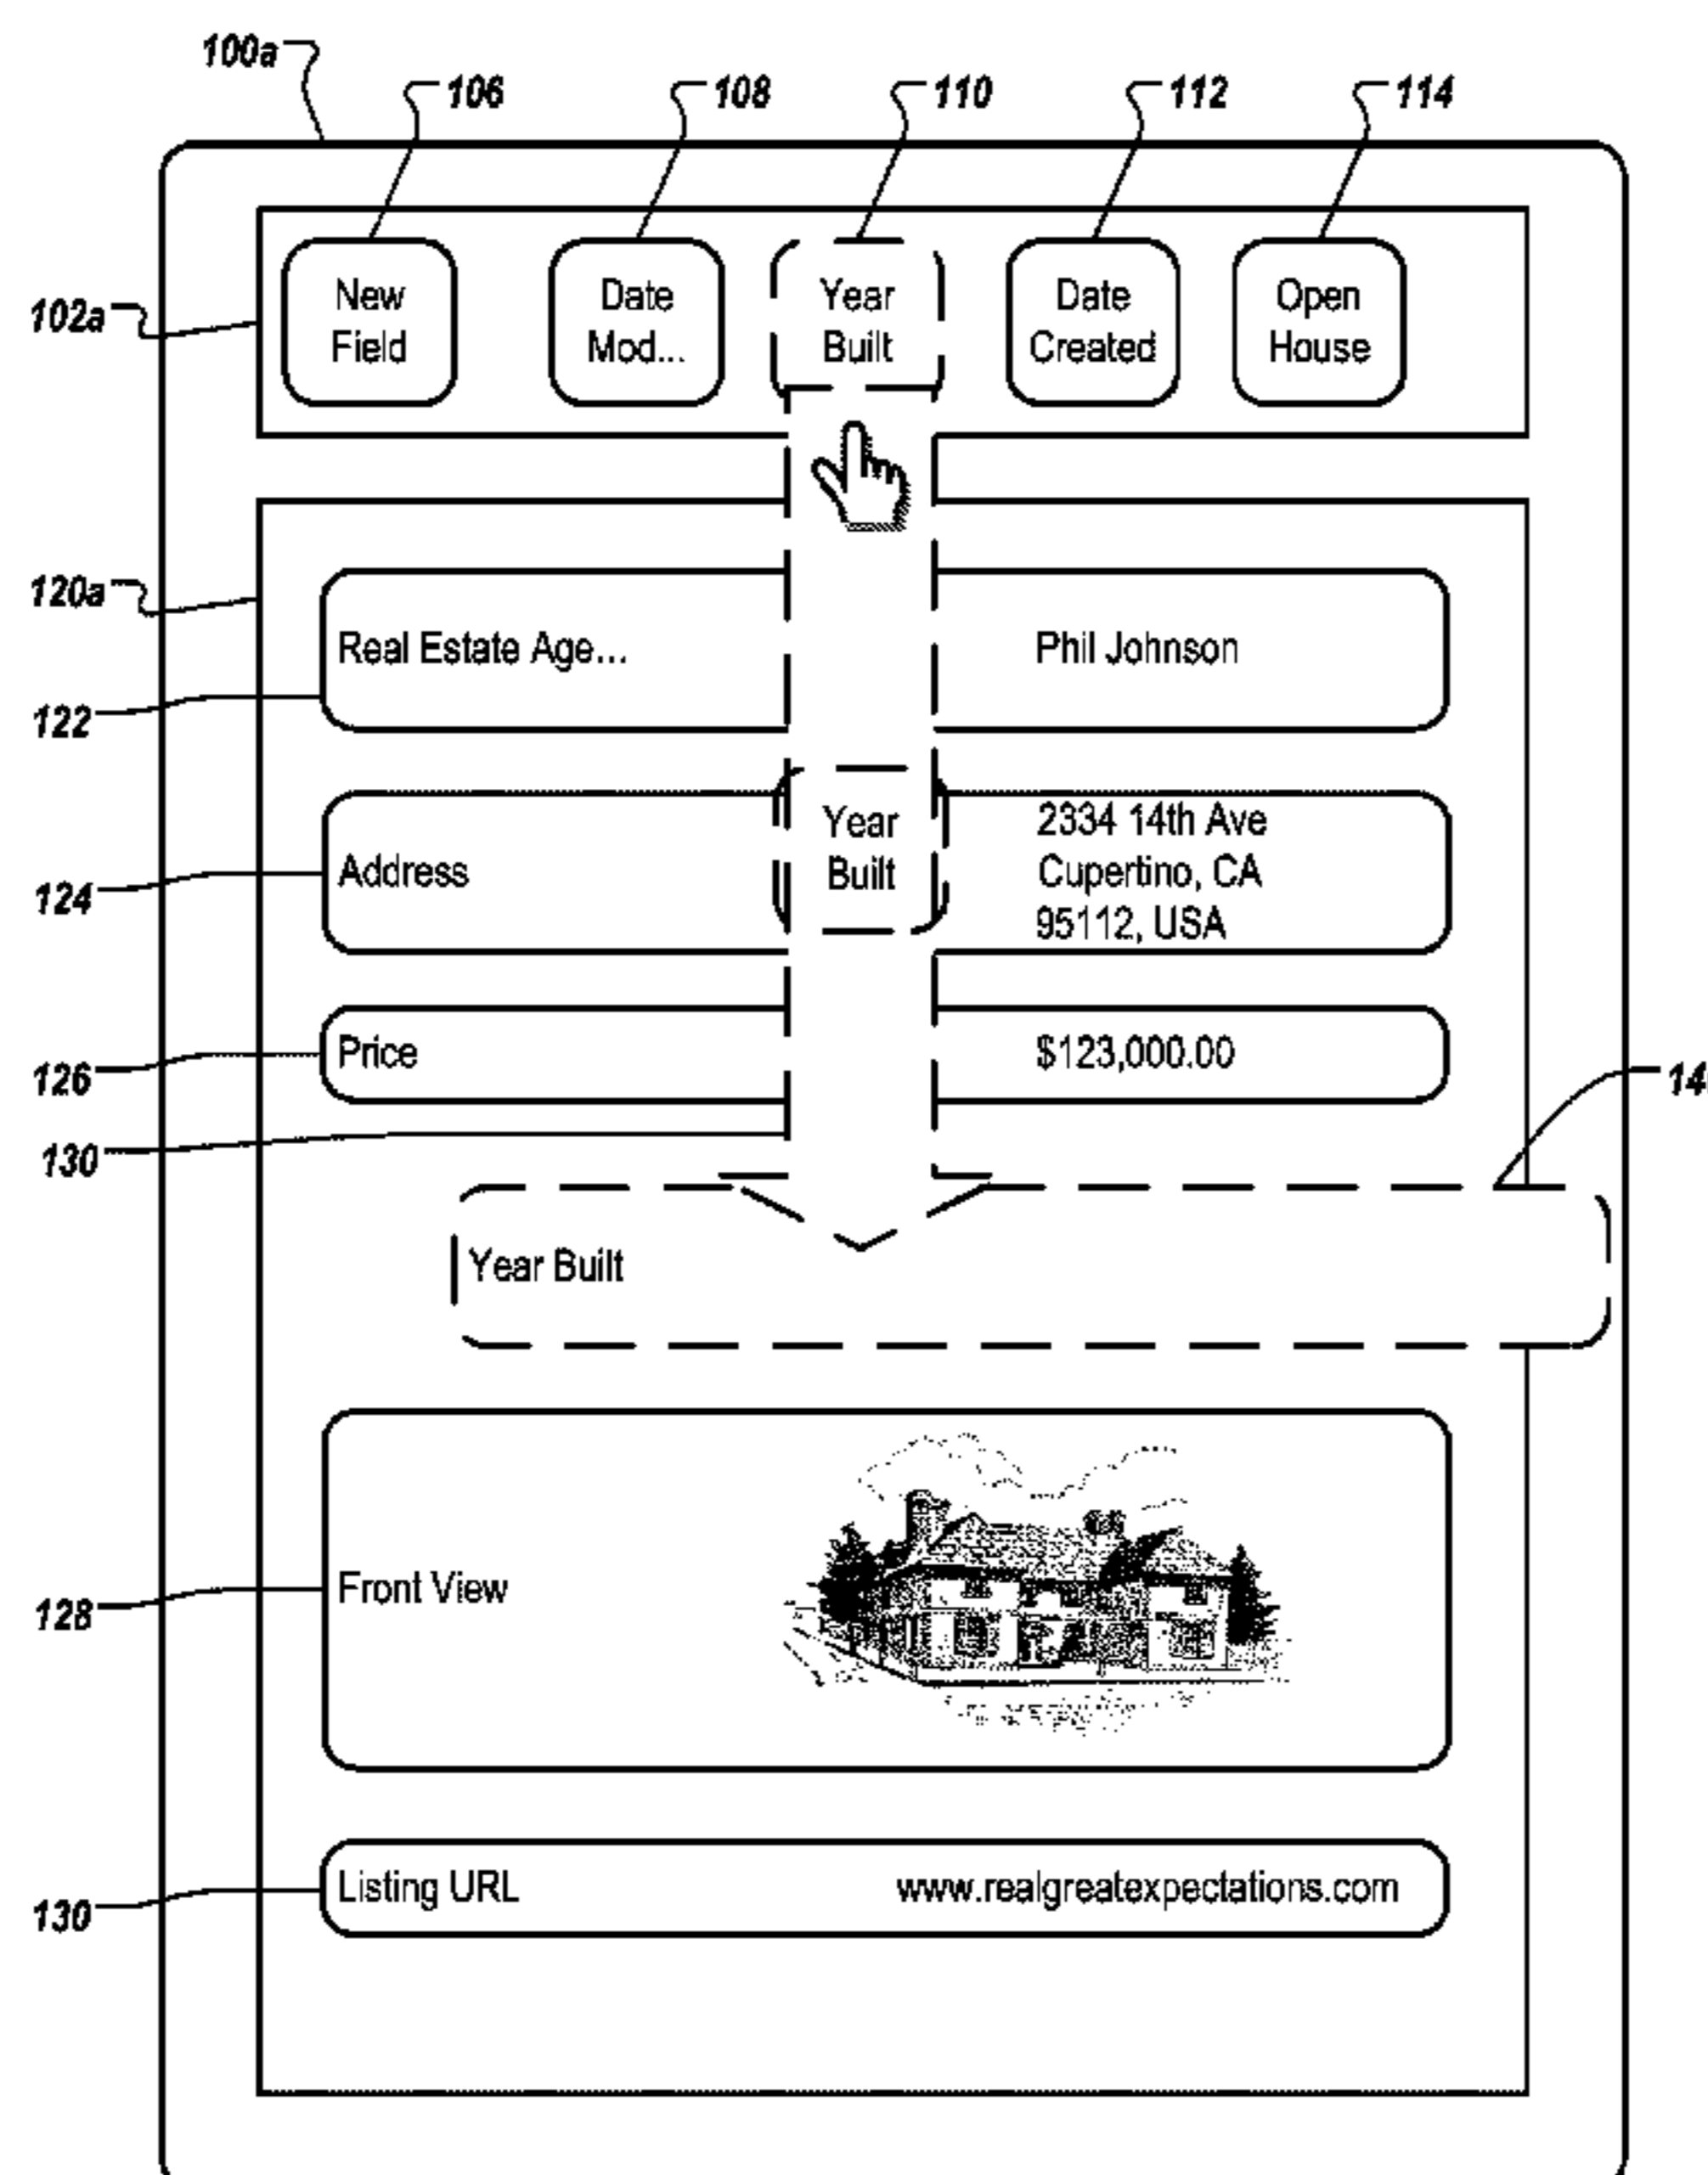 100a
106 108 110 112 114
New Field
Date Mod...
Year Built
Date Created
Open House
102a
120a
Real Estate Age... Phil Johnson
122
Year Built
2334 14th Ave
Cupertino, CA
95112, USA
Address
124
Price $123,000.00
126
14
130
Year Built
Front View
128
Listing URL www.realgreatexpectations.com
130